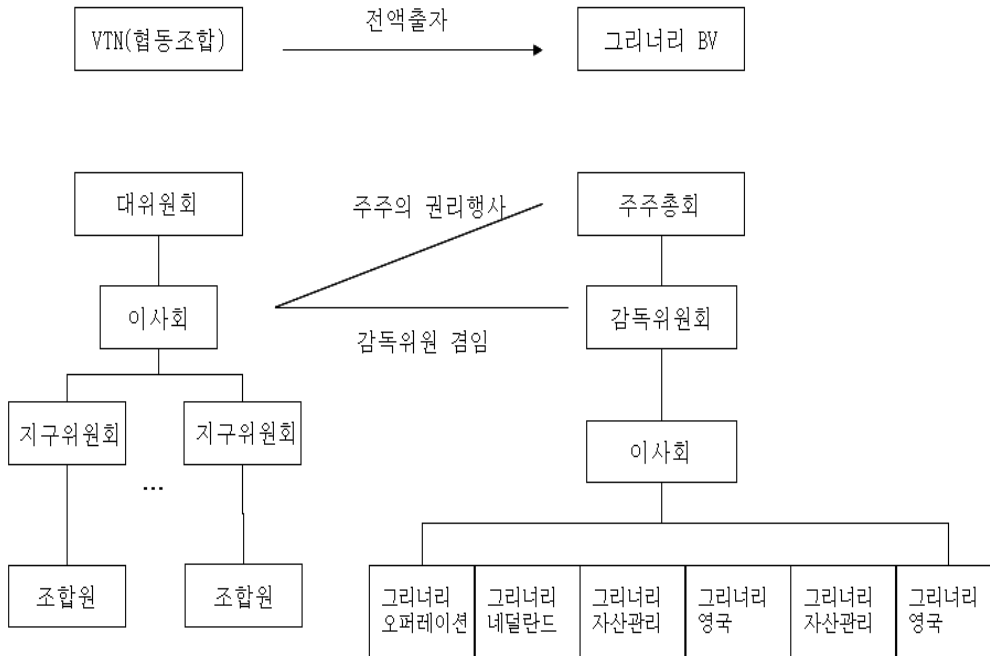 VTN(협동조합)
전액출자
그리너리 BV
대위원회
주주의 권리행사
주주총회
이사회
감독위원회
감독위원 겸임
지구위원회
지구위원회
이사회
...
조합원
조합원
그리너리
오퍼레이션
그리너리
네덜란드
그리너리
자산관리
그리너리
영국
그리너리
자산관리
그리너리
영국